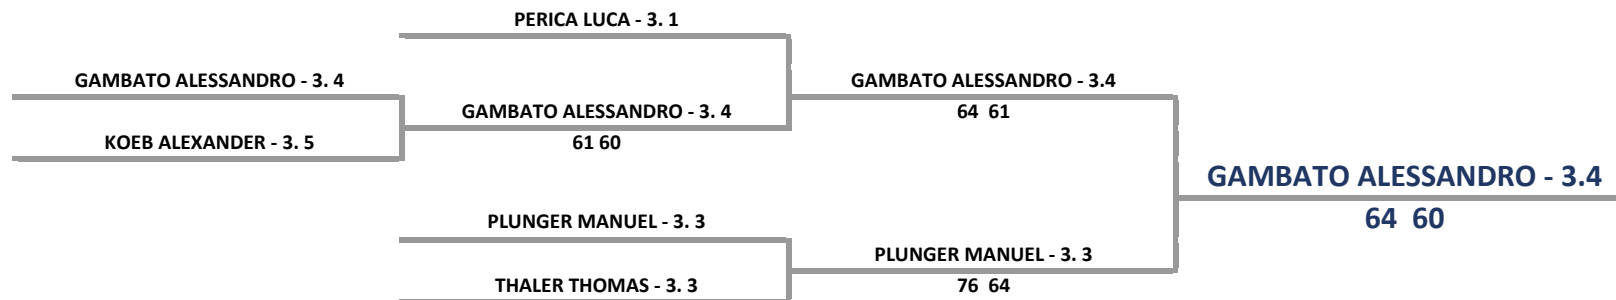 PERICA LUCA - 3. 1
GAMBATO ALESSANDRO - 3. 4
KOEB ALEXANDER - 3. 5
GAMBATO ALESSANDRO - 3. 4
61 60
GAMBATO ALESSANDRO - 3.4
64 61
PLUNGER MANUEL - 3. 3
THALER THOMAS - 3. 3
PLUNGER MANUEL - 3. 3
76 64
GAMBATO ALESSANDRO - 3.4
64 60